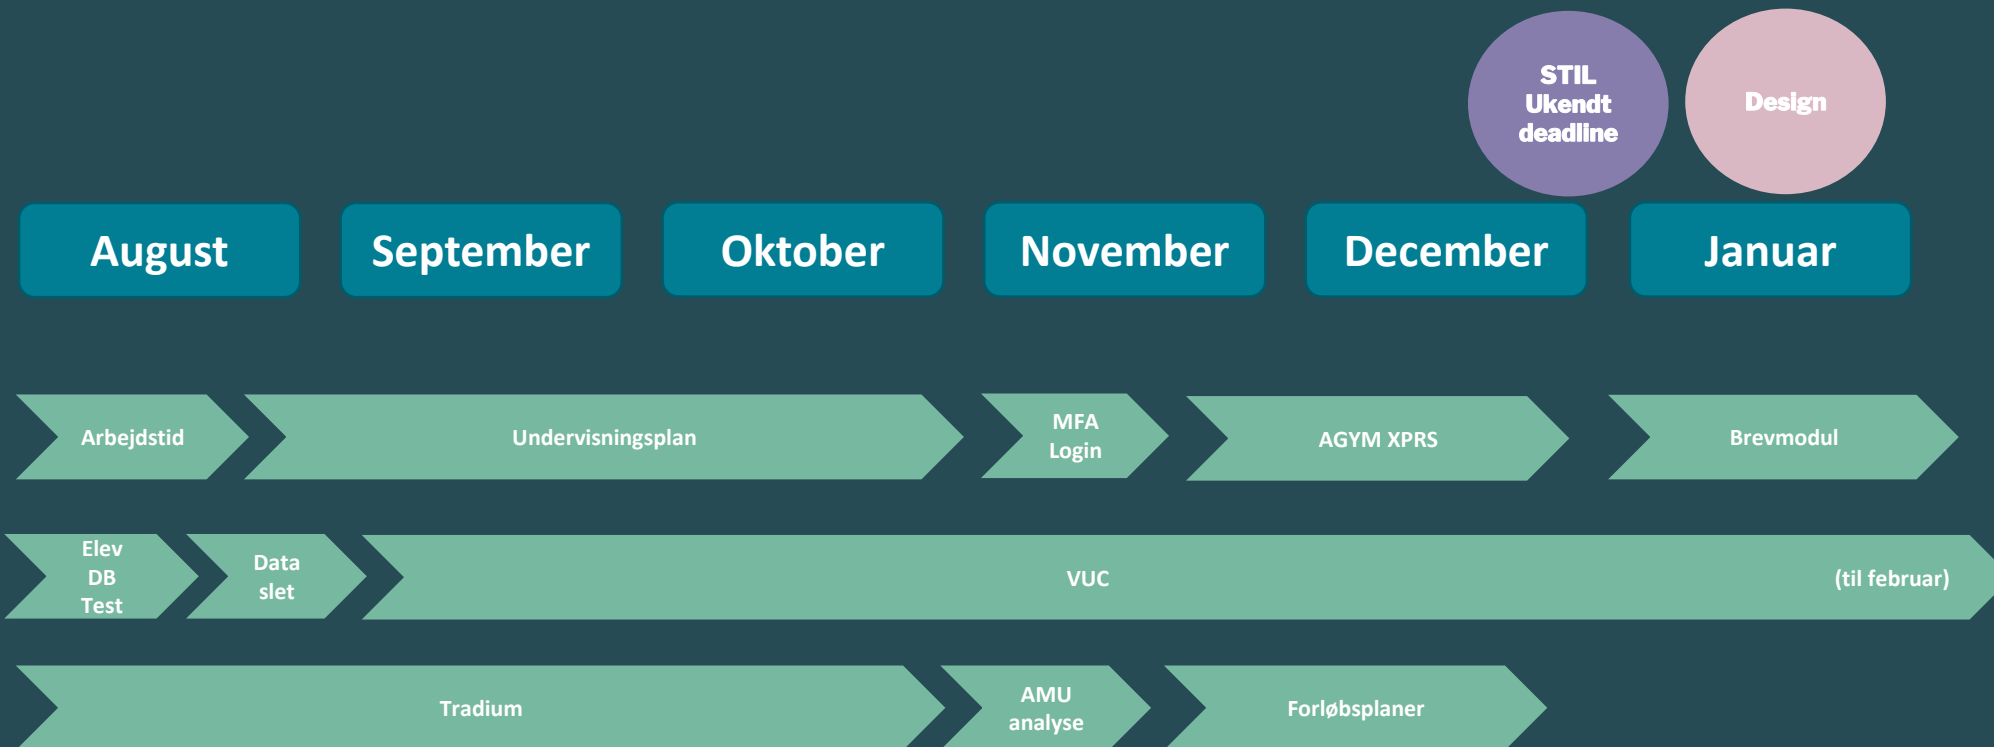 STIL
Ukendt
deadline
Design
August
September
Oktober
November
December
Januar
Arbejdstid
Undervisningsplan
MFA
Login
AGYM XPRS
Brevmodul
Elev
DB
Test
Data
slet
VUC
(til februar)
Tradium
AMU
analyse
Forløbsplaner